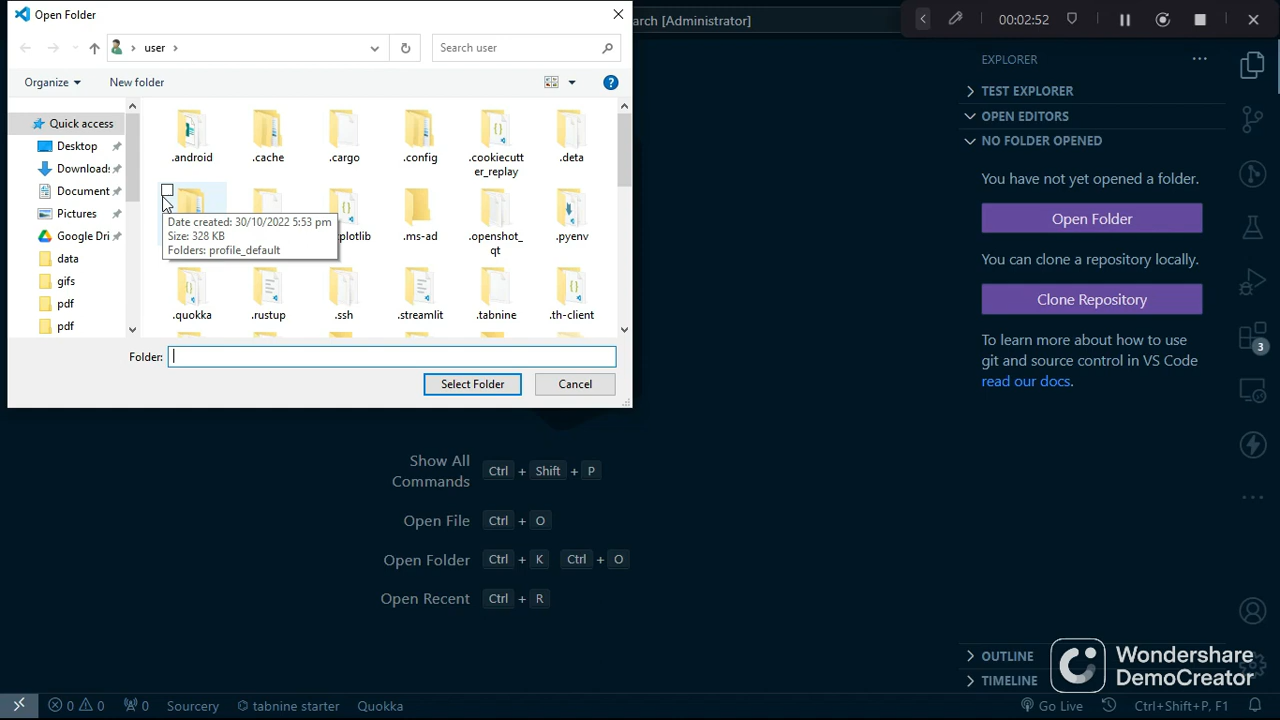 Open Folder
arch [Administrator]
00:02:52
user
Search user
Organize
New folder
Quick access
Desktop
Download
Document
Pictures
Google Dri
data
gifs
pdf
pdf
.android
.cache
.cargo
.config
.cookiecutt
er_replay
.deta
plotlib
.ms-ad
.openshot_
qt
.pyenv
Date created: 30/10/2022 5:53 pm
Size: 328 KB
Folders: profile_default
.quokka
.rustup
.ssh
.streamlit
.tabnine
.th-client
Folder:
Select Folder
Cancel
Show All
Commands
Ctrl + Shift + P
Open File
Ctrl + O
Open Folder
Ctrl + K Ctrl + O
Open Recent
Ctrl + R
EXPLORER
TEST EXPLORER
OPEN EDITORS
NO FOLDER OPENED
You have not yet opened a folder.
Open Folder
You can clone a repository locally.
Clone Repository
To learn more about how to use
git and source control in VS Code
read our docs.
3
OUTLINE
TIMELINE
Wondershare
DemoCreator
0 0
0
Sourcery
tabnine starter
Quokka
Go Live
Ctrl+Shift+P, F1